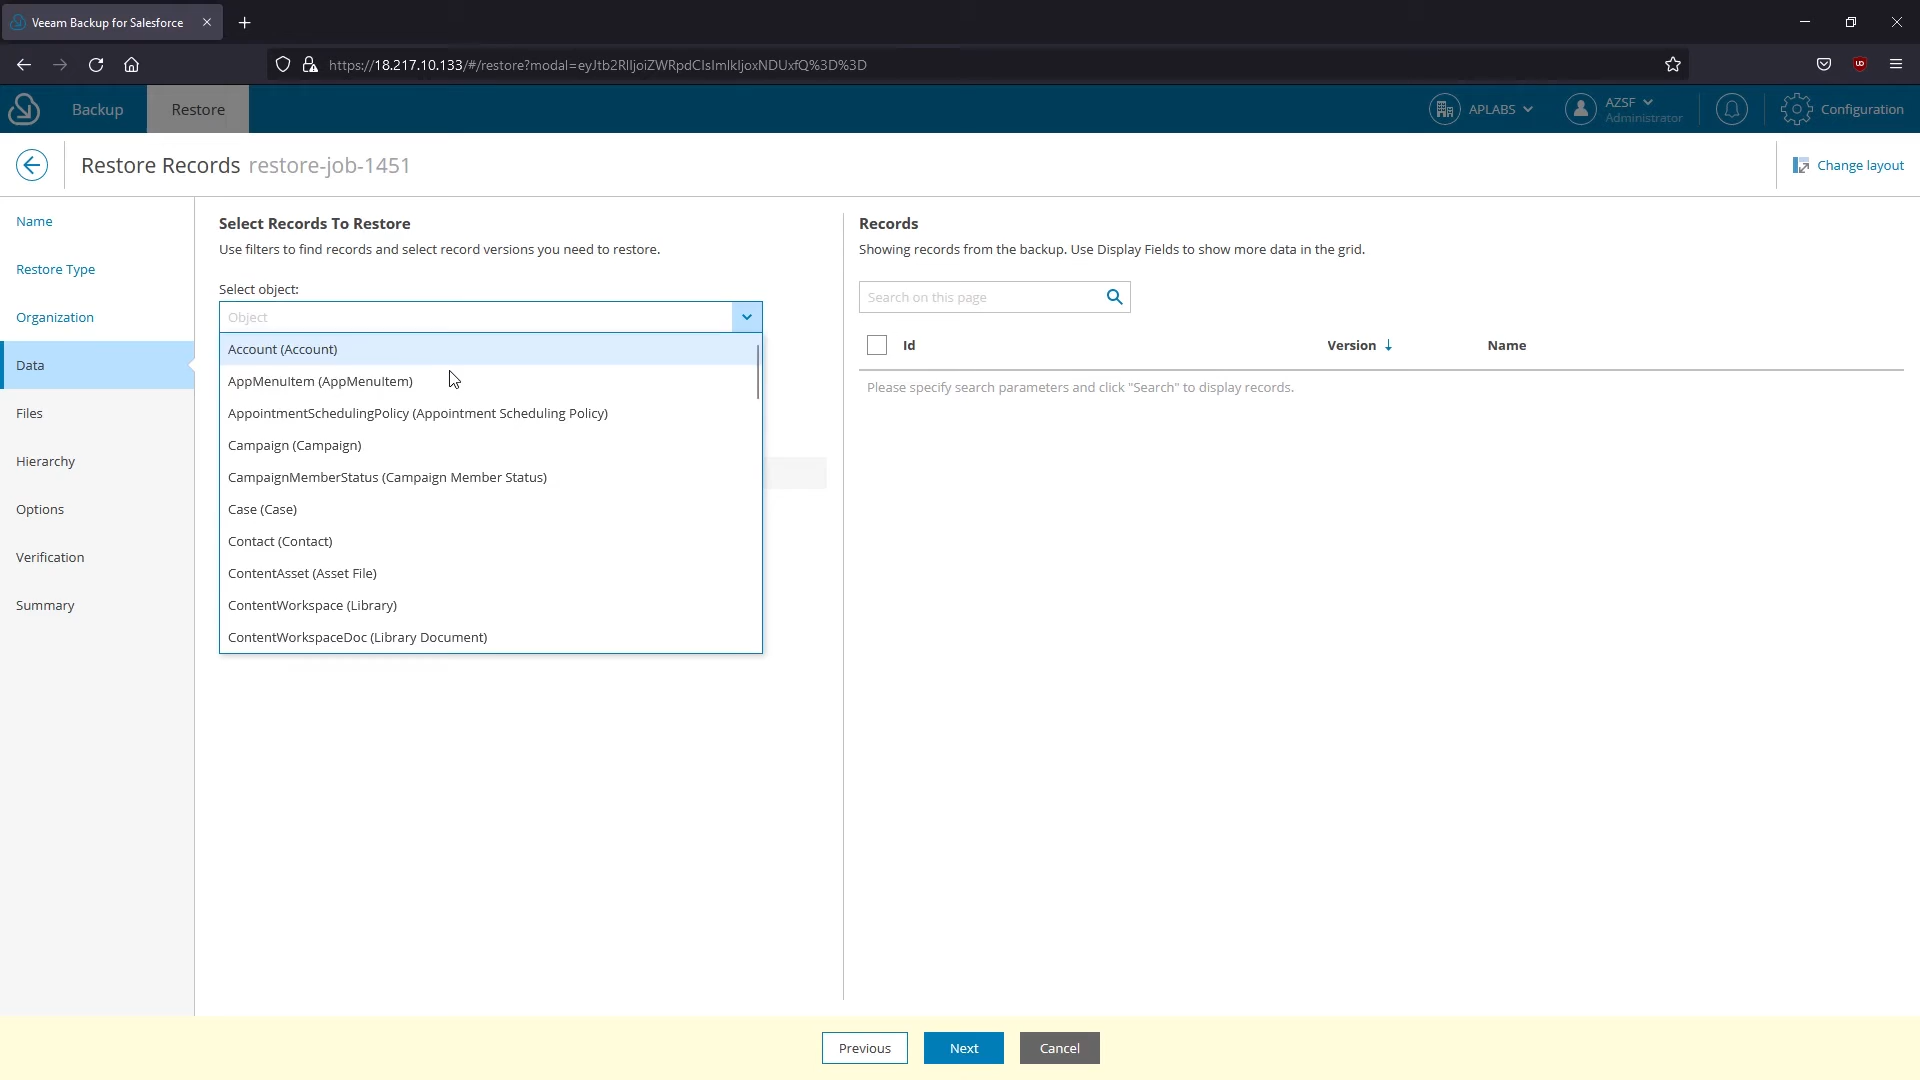 Veeam Backup for Salesforce
https://18.217.10.133/#/restore?modal=eyJtb2RlIjoiZWRpdCIsImlkIjoxNDUxfQ%3D%3D
Backup
Restore
APLABS
AZSF
Administrator
Configuration
Restore Records restore-job-1451
Change layout
Name
Restore Type
Organization
Data
Files
Hierarchy
Options
Verification
Summary
Select Records To Restore
Use filters to find records and select record versions you need to restore.
Select object:
Object
Account (Account)
AppMenuItem (AppMenuItem)
AppointmentSchedulingPolicy (Appointment Scheduling Policy)
Campaign (Campaign)
CampaignMemberStatus (Campaign Member Status)
Case (Case)
Contact (Contact)
ContentAsset (Asset File)
ContentWorkspace (Library)
ContentWorkspaceDoc (Library Document)
Records
Showing records from the backup. Use Display Fields to show more data in the grid.
Search on this page
Id
Version
Name
Please specify search parameters and click "Search" to display records.
Previous
Next
Cancel